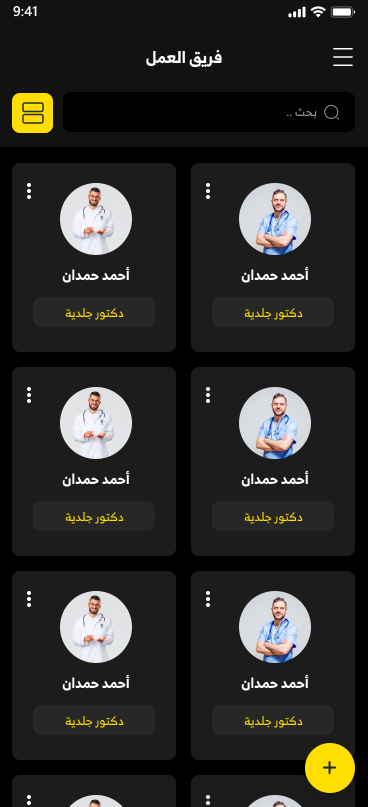 9:41
فريق العمل
بحث ..
أحمد حمدان
دكتور جلدية
أحمد حمدان
دكتور جلدية
أحمد حمدان
دكتور جلدية
أحمد حمدان
دكتور جلدية
أحمد حمدان
دكتور جلدية
أحمد حمدان
دكتور جلدية
+